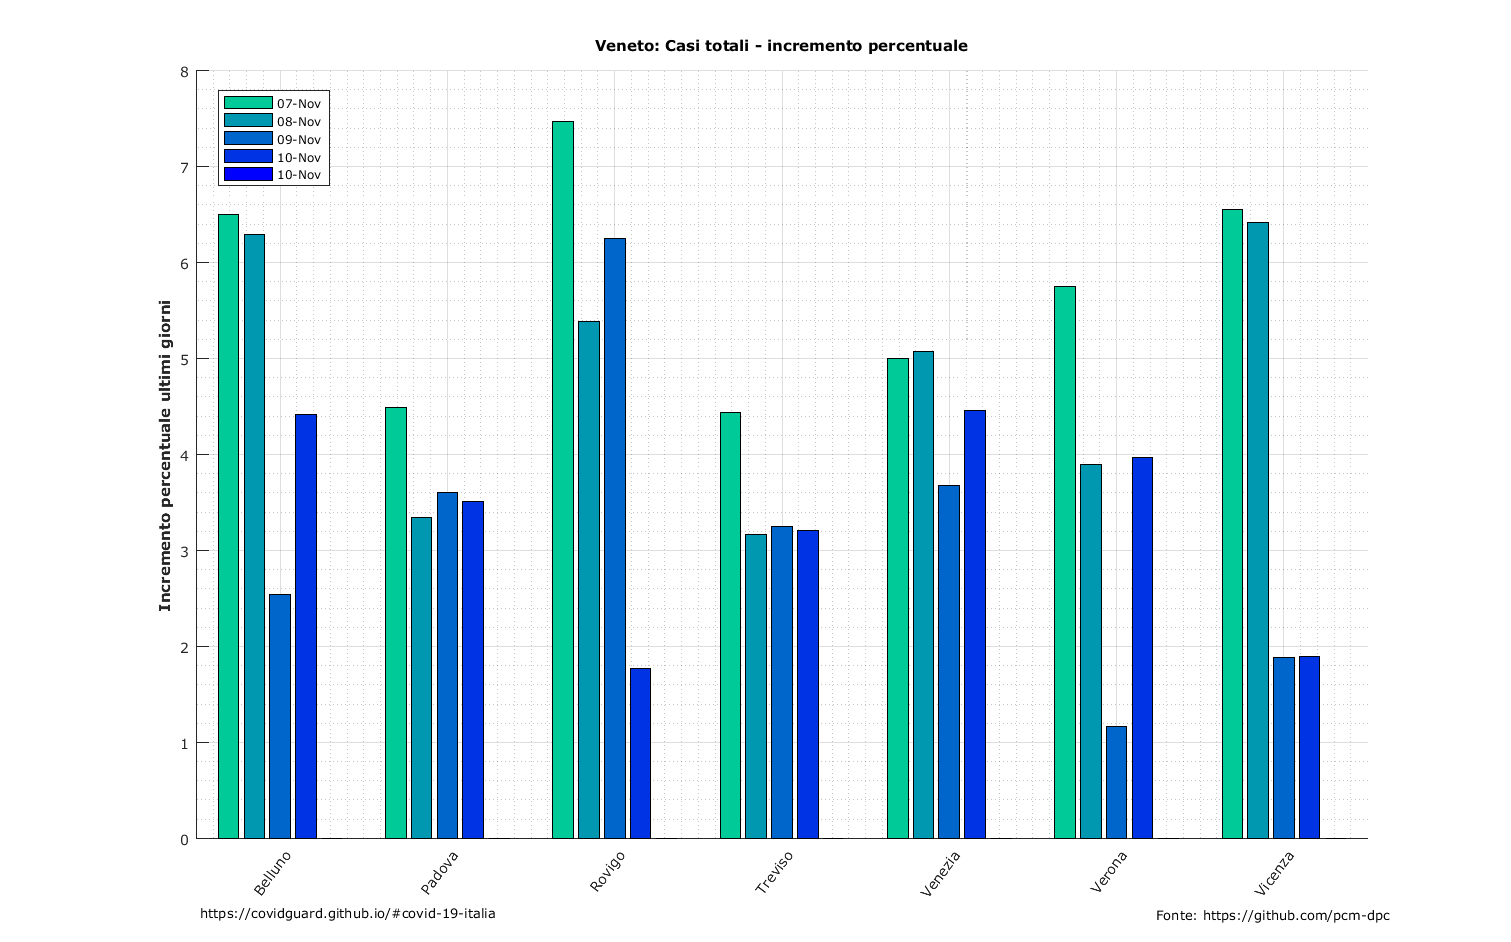 Veneto: Casi totali - incremento percentuale
8
7
6
5
4
3
2
1
0
Incremento percentuale ultimi giorni
07-Nov
08-Nov
09-Nov
10-Nov
10-Nov
Belluno
Padova
Rovigo
Treviso
Venezia
Verona
Vicenza
https://covidguard.github.io/#covid-19-italia
Fonte: https://github.com/pcm-dpc